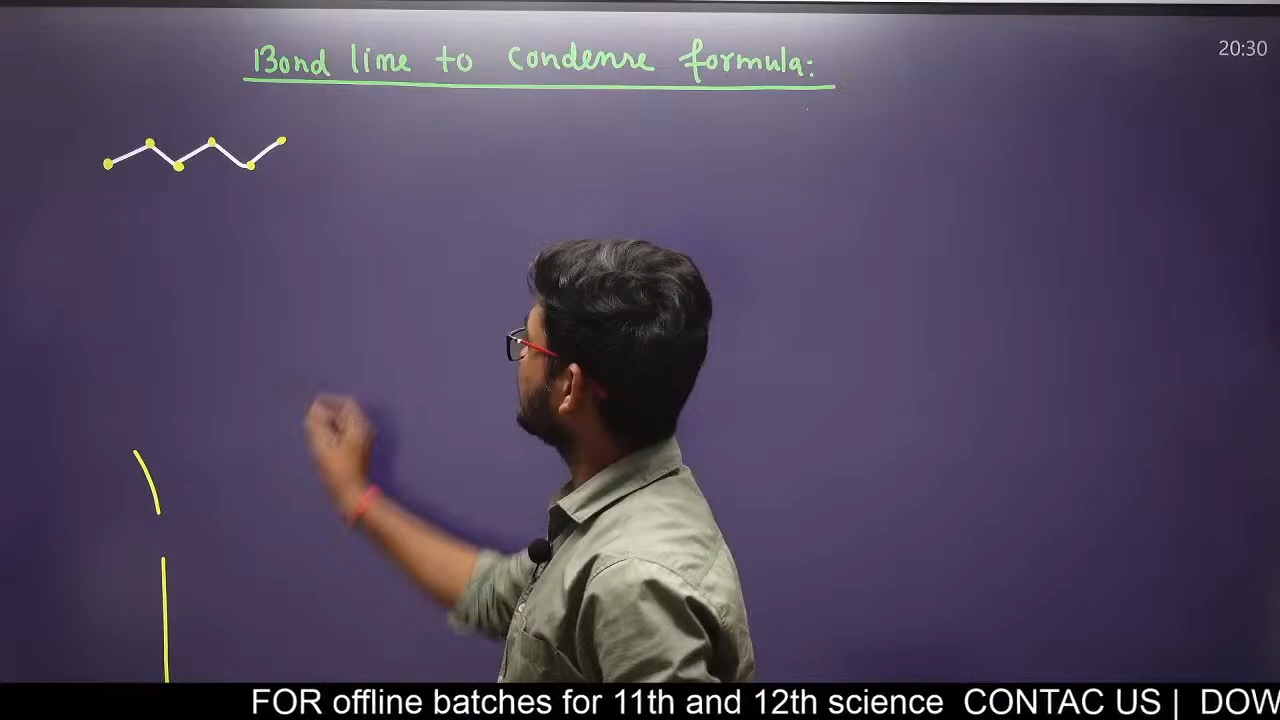 Bond line to condense formula:
20:30
FOR offline batches for 11th and 12th science CONTAC US | DOW